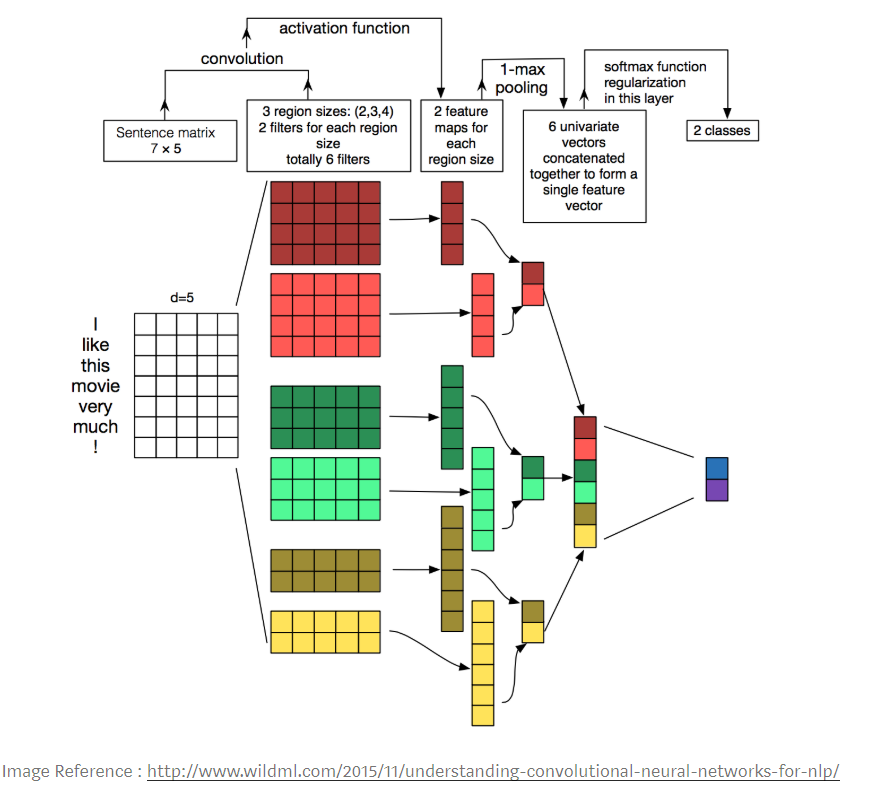 activation function
convolution
1-max
pooling
softmax function
regularization
in this layer
Sentence matrix
7 × 5
3 region sizes: (2,3,4)
2 filters for each region
size
totally 6 filters
2 feature
maps for
each
region size
6 univariate
vectors
concatenated
together to form a
single feature
vector
2 classes
d=5
I
like
this
movie
very
much
!
Image Reference : http://www.wildml.com/2015/11/understanding-convolutional-neural-networks-for-nlp/